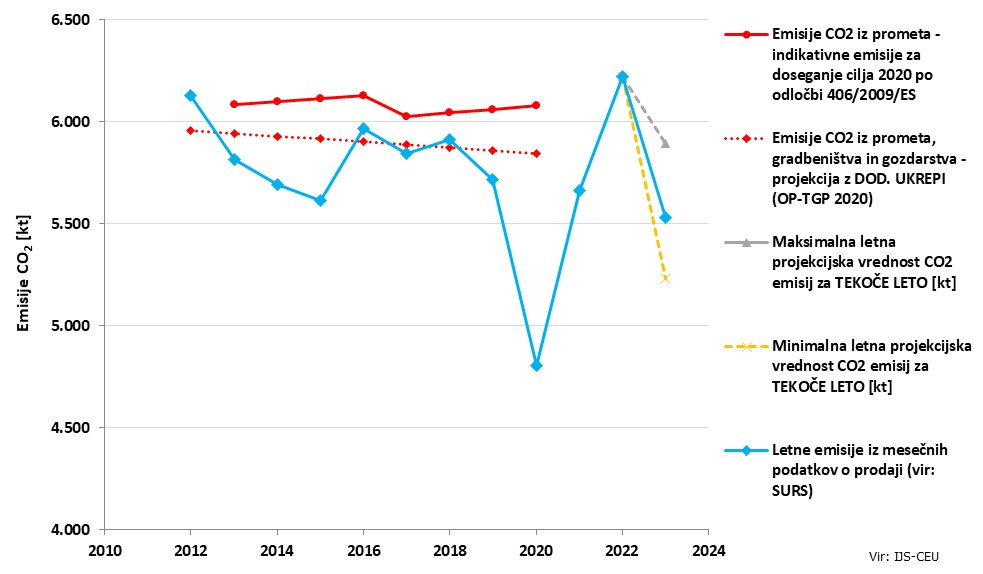 6.500
6.000
5.500
5.000
4.500
4.000
Emisije CO2 [kt]
2010 2012 2014 2016 2018 2020 2022 2024
Emisije CO2 iz prometa -
indikativne emisije za
doseganje cilja 2020 po
odločbi 406/2009/ES
Emisije CO2 iz prometa,
gradbeništva in gozdarstva -
projekcija z DOD. UKREPI
(OP-TGP 2020)
Maksimalna letna
projekcijska vrednost CO2
emisij za TEKOČE LETO [kt]
Minimalna letna projekcijska
vrednost CO2 emisij za
TEKOČE LETO [kt]
Letne emisije iz mesečnih
podatkov o prodaji (vir:
SURS)
Vir: IJS-CEU